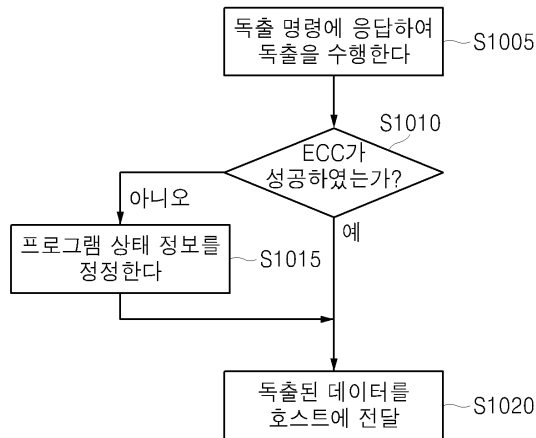 독출 명령에 응답하여
독출을 수행한다
S1005
S1010
ECC가
성공하였는가?
아니오
예
프로그램 상태 정보를
정정한다
S1015
독출된 데이터를
호스트에 전달
S1020